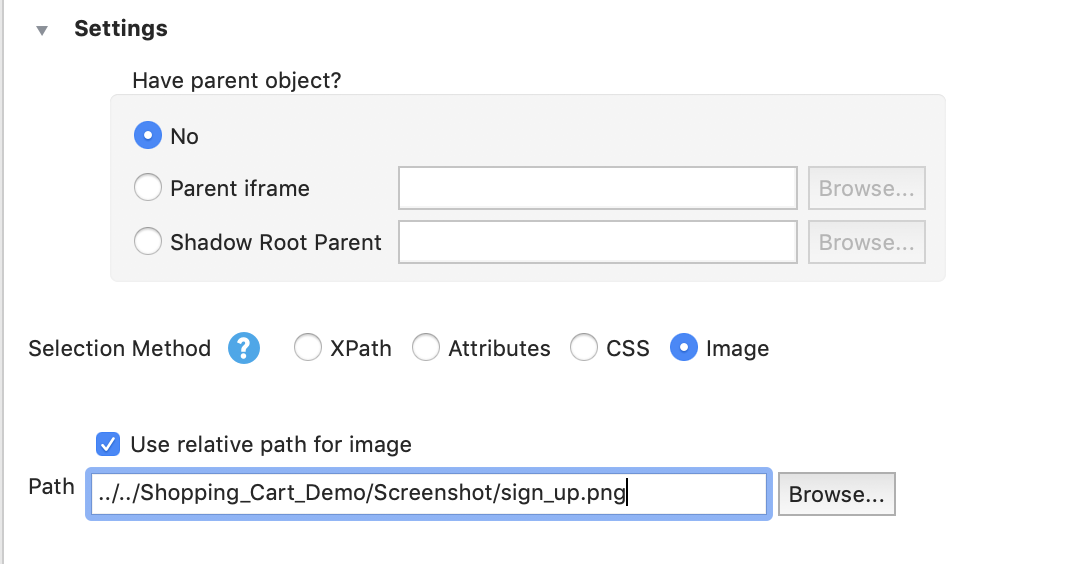 Settings
Have parent object?
No
Parent iframe Browse...
Shadow Root Parent Browse...
Selection Method ? XPath Attributes CSS Image
Use relative path for image
Path ../../Shopping_Cart_Demo/Screenshot/sign_up.png Browse...